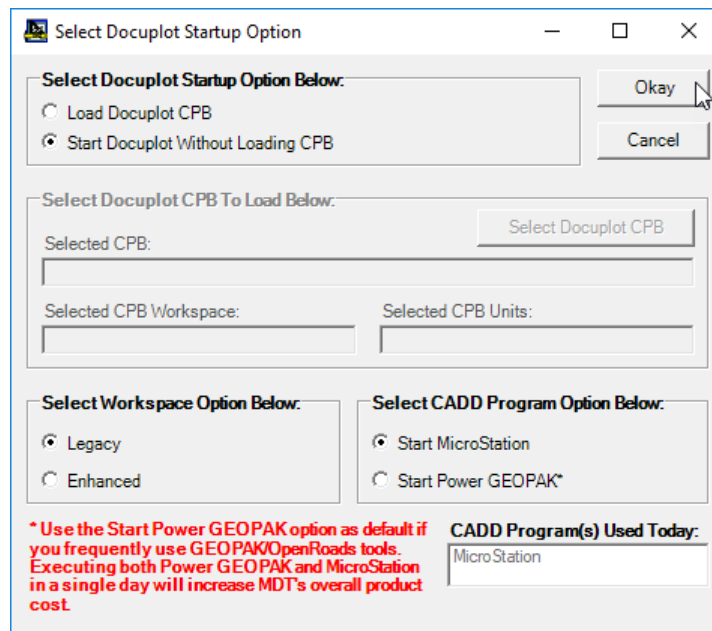 Select Docuplot Startup Option
Select Docuplot Startup Option Below:
Okay
Load Docuplot CPB
Start Docuplot Without Loading CPB
Cancel
Select Docuplot CPB To Load Below:
Select Docuplot CPB
Selected CPB:
Selected CPB Workspace:
Selected CPB Units:
Select Workspace Option Below:
Select CADD Program Option Below:
Legacy
Start MicroStation
Enhanced
Start Power GEOPAK*
* Use the Start Power GEOPAK option as default if
you frequently use GEOPAK/OpenRoads tools.
Executing both Power GEOPAK and MicroStation
in a single day will increase MDT's overall product
cost.
CADD Program(s) Used Today:
MicroStation